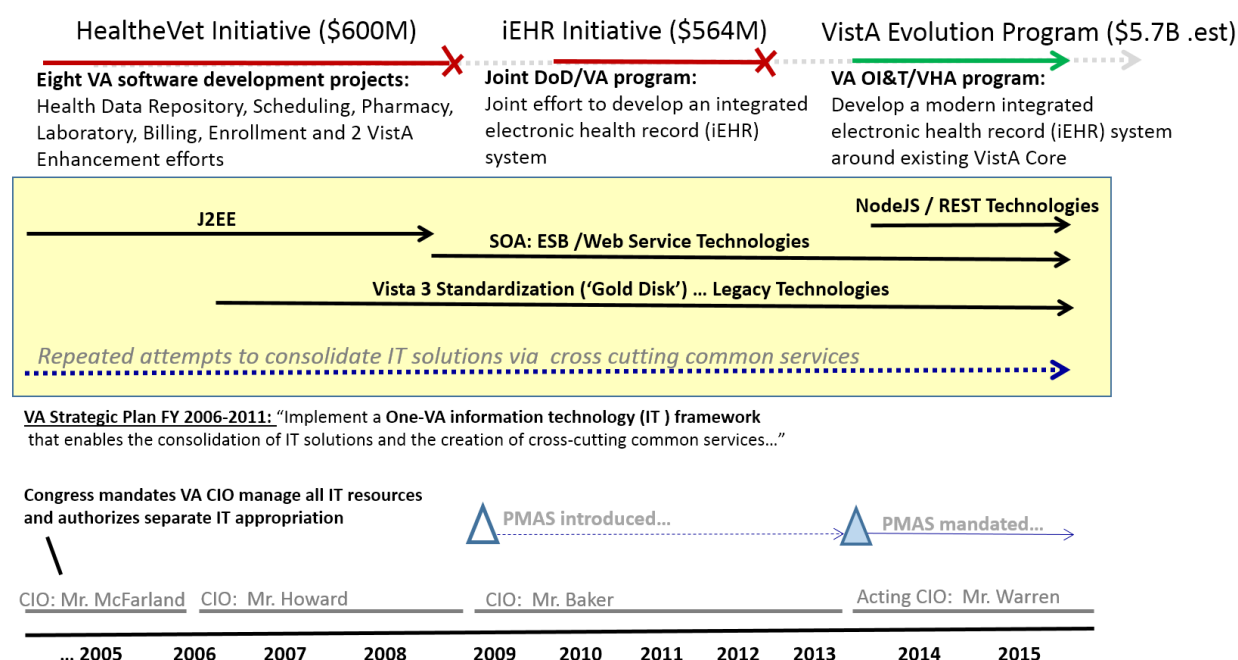 HealtheVet Initiative ($600M)
iEHR Initiative ($564M)
VistA Evolution Program ($5.7B .est)
Eight VA software development projects:
Health Data Repository, Scheduling, Pharmacy,
Laboratory, Billing, Enrollment and 2 VistA
Enhancement efforts
Joint DoD/VA program:
Joint effort to develop an integrated
electronic health record (iEHR)
system
VA OI&T/VHA program:
Develop a modern integrated
electronic health record (iEHR) system
around existing VistA Core
J2EE
NodeJS / REST Technologies
SOA: ESB /Web Service Technologies
Vista 3 Standardization (‘Gold Disk’) ... Legacy Technologies
Repeated attempts to consolidate IT solutions via cross cutting common services
VA Strategic Plan FY 2006-2011: “Implement a One-VA information technology (IT ) framework
that enables the consolidation of IT solutions and the creation of cross-cutting common services…”
Congress mandates VA CIO manage all IT resources
and authorizes separate IT appropriation
PMAS introduced…
PMAS mandated…
CIO: Mr. McFarland
CIO: Mr. Howard
CIO: Mr. Baker
Acting CIO: Mr. Warren
... 2005 2006 2007 2008 2009 2010 2011 2012 2013 2014 2015